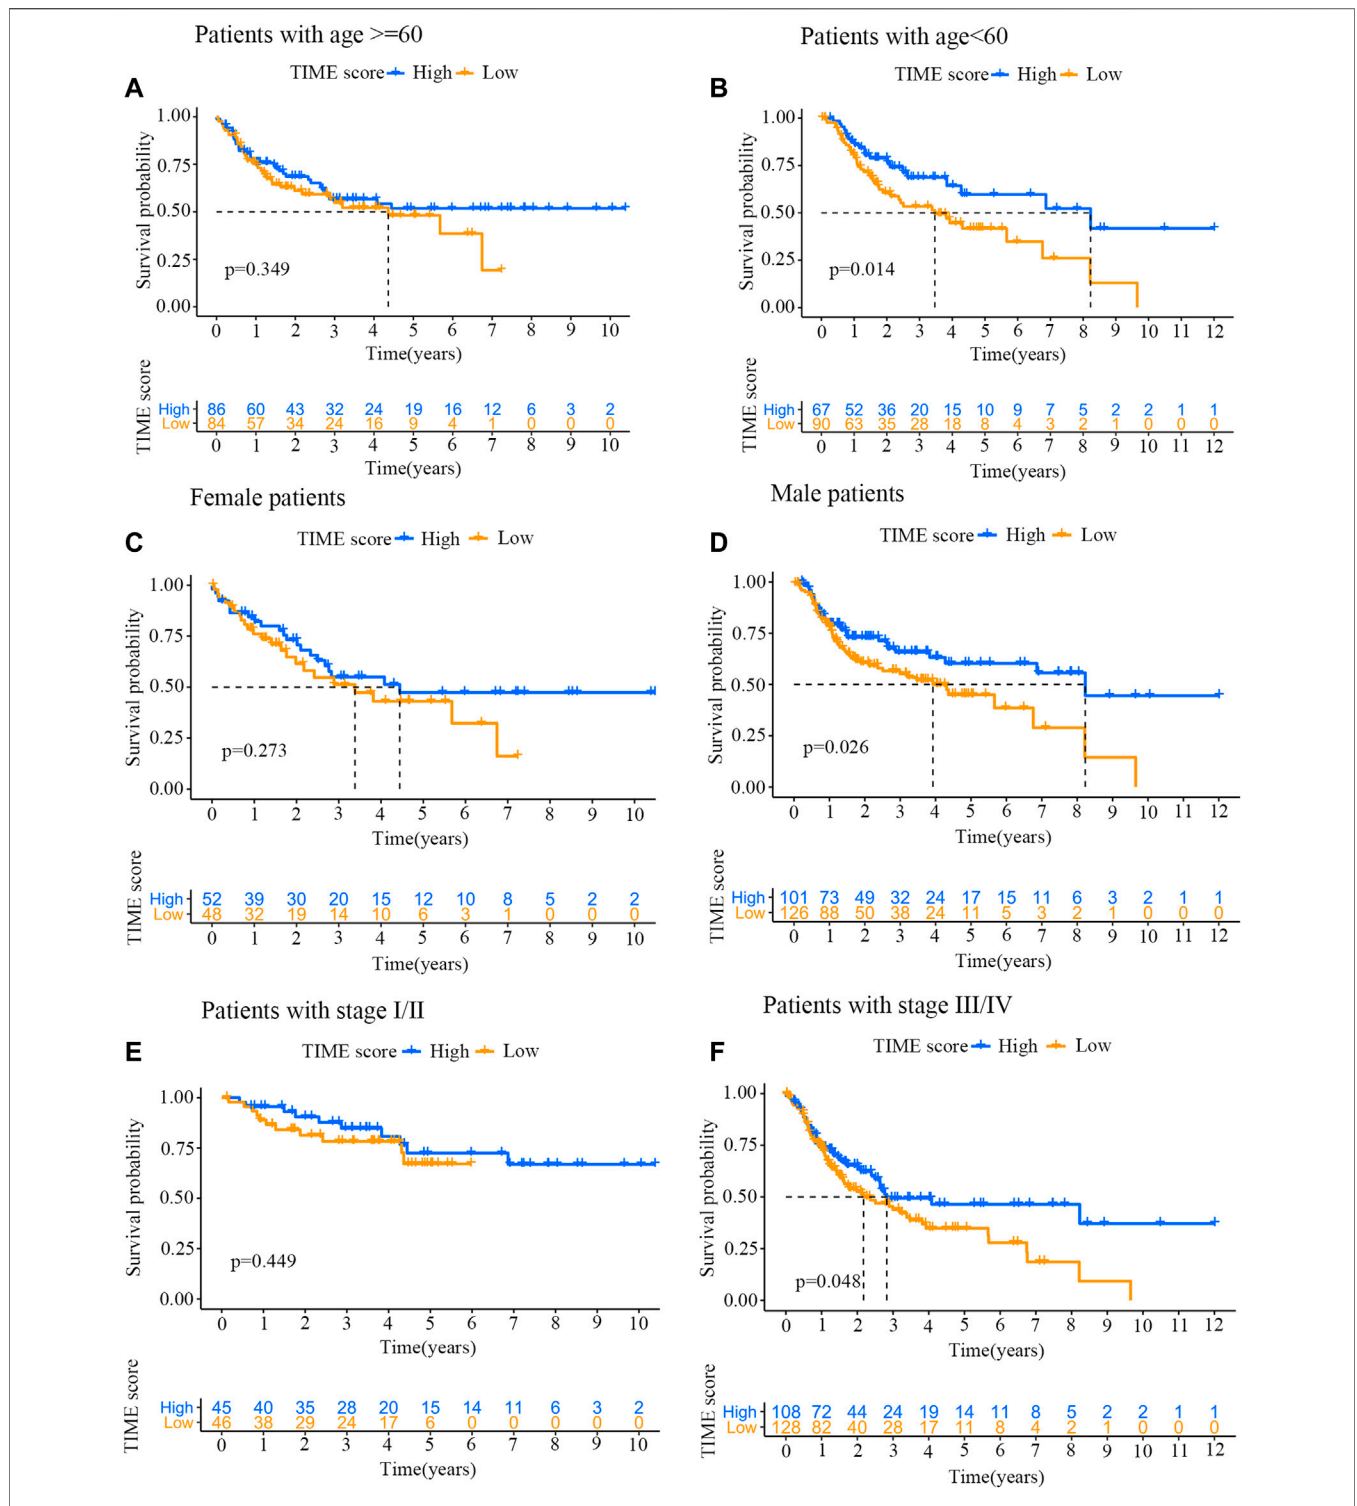 Patients with age >=60
A
TIME score High Low
Survival probability
1.00
0.75
0.50
0.25
0.00
p=0.349
0 1 2 3 4 5 6 7 8 9 10
Time(years)
TIME score
High 86 60 43 32 24 19 16 12 6 3 2
Low 84 57 34 24 16 9 4 1 0 0 0
0 1 2 3 4 5 6 7 8 9 10
Time(years)
Patients with age<60
B
TIME score High Low
Survival probability
1.00
0.75
0.50
0.25
0.00
p=0.014
0 1 2 3 4 5 6 7 8 9 10 11 12
Time(years)
TIME score
High 67 52 36 20 15 10 9 7 5 2 2 1 1
Low 90 63 35 28 18 8 4 3 2 1 0 0 0
0 1 2 3 4 5 6 7 8 9 10 11 12
Time(years)
Female patients
C
TIME score High Low
Survival probability
1.00
0.75
0.50
0.25
0.00
p=0.273
0 1 2 3 4 5 6 7 8 9 10
Time(years)
TIME score
High 52 39 30 20 15 12 10 8 5 2 2
Low 48 32 19 14 10 6 3 1 0 0 0
0 1 2 3 4 5 6 7 8 9 10
Time(years)
Male patients
D
TIME score High Low
Survival probability
1.00
0.75
0.50
0.25
0.00
p=0.026
0 1 2 3 4 5 6 7 8 9 10 11 12
Time(years)
TIME score
High 101 73 49 32 24 17 15 11 6 3 2 1 1
Low 126 88 50 38 24 11 5 3 2 1 0 0 0
0 1 2 3 4 5 6 7 8 9 10 11 12
Time(years)
Patients with stage I/II
E
TIME score High Low
Survival probability
1.00
0.75
0.50
0.25
0.00
p=0.449
0 1 2 3 4 5 6 7 8 9 10
Time(years)
TIME score
High 45 40 35 28 20 15 14 11 6 3 2
Low 46 38 29 24 17 6 0 0 0 0 0
0 1 2 3 4 5 6 7 8 9 10
Time(years)
Patients with stage III/IV
F
TIME score High Low
Survival probability
1.00
0.75
0.50
0.25
0.00
p=0.048
0 1 2 3 4 5 6 7 8 9 10 11 12
Time(years)
TIME score
High 108 72 44 24 19 14 11 8 5 2 2 1 1
Low 128 82 40 28 17 11 8 4 2 1 0 0 0
0 1 2 3 4 5 6 7 8 9 10 11 12
Time(years)